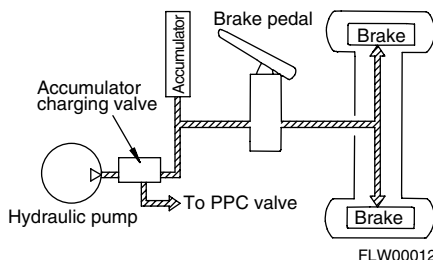 Brake pedal
Brake
Accumulator
Accumulator
charging valve
To PPC valve
Hydraulic pump
Brake
FLW00012